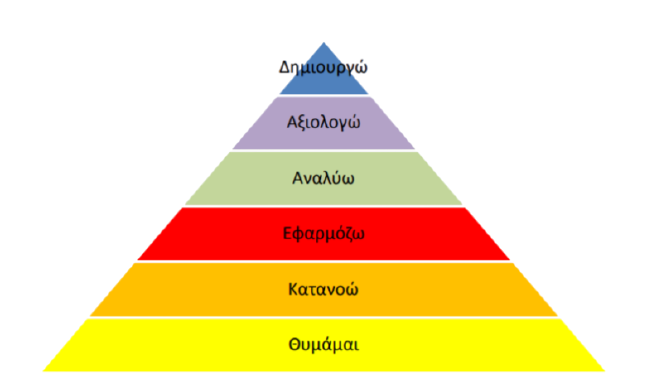 Δημιουργώ
Αξιολογώ
Αναλύω
Εφαρμόζω
Κατανοώ
Θυμάμαι